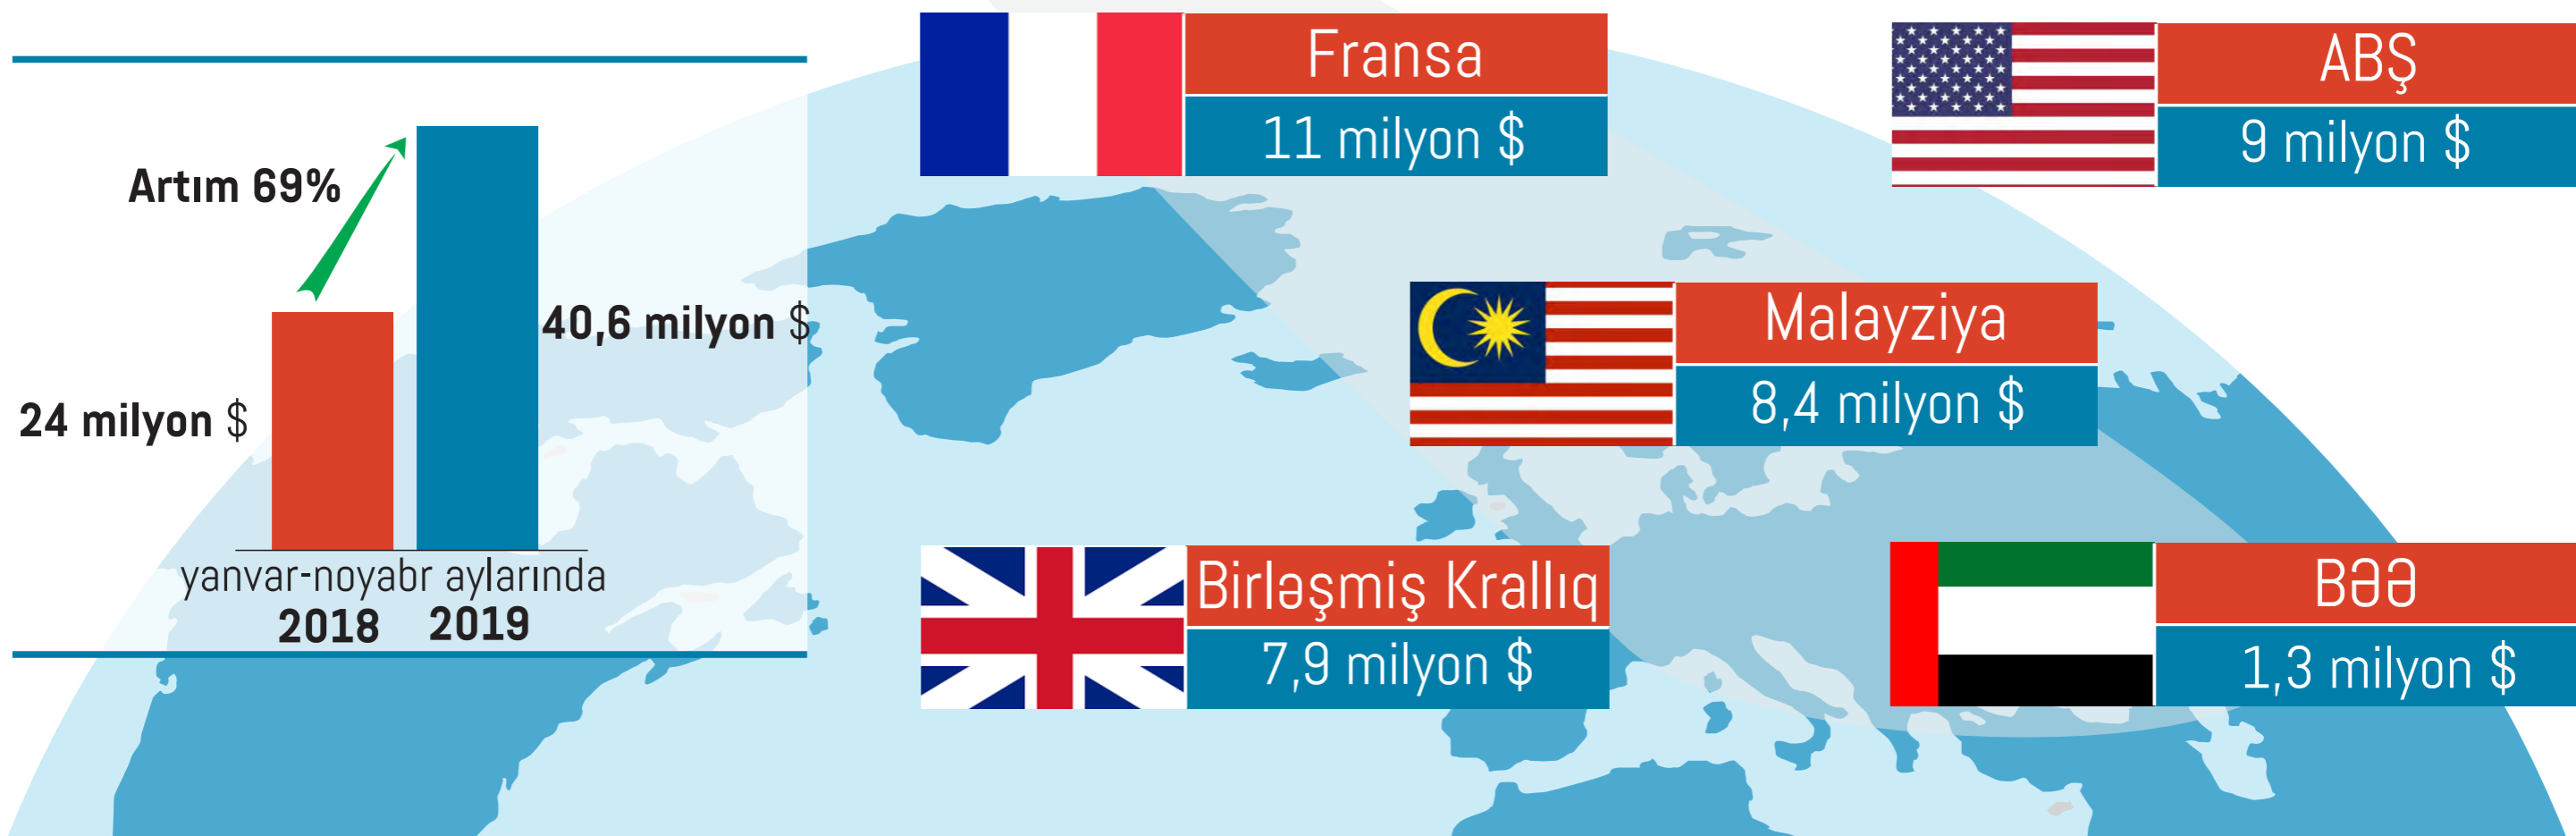 Artım 69%
24 milyon $
40,6 milyon $
yanvar-noyabr aylarında
2018 2019
Fransa
11 milyon $
ABŞ
9 milyon $
Malayziya
8,4 milyon $
Birləşmiş Krallıq
7,9 milyon $
BƏƏ
1,3 milyon $